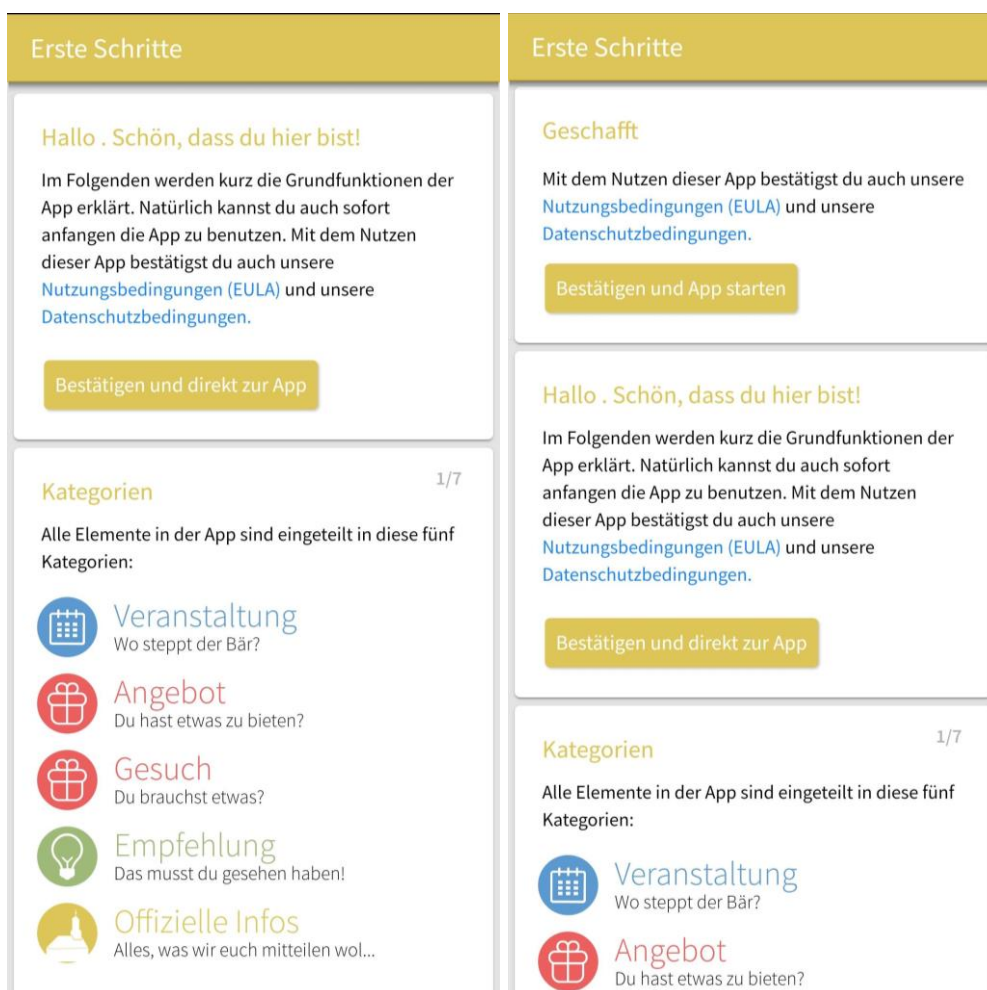 Erste Schritte
Hallo . Schön, dass du hier bist!
Im Folgenden werden kurz die Grundfunktionen der
App erklärt. Natürlich kannst du auch sofort
anfangen die App zu benutzen. Mit dem Nutzen
dieser App bestätigst du auch unsere
Nutzungsbedingungen (EULA) und unsere
Datenschutzbedingungen.
Bestätigen und direkt zur App
Kategorien
1/7
Alle Elemente in der App sind eingeteilt in diese fünf
Kategorien:
Veranstaltung
Wo steppt der Bär?
Angebot
Du hast etwas zu bieten?
Gesuch
Du brauchst etwas?
Empfehlung
Das musst du gesehen haben!
Offizielle Infos
Alles, was wir euch mitteilen wol...
Erste Schritte
Geschafft
Mit dem Nutzen dieser App bestätigst du auch unsere
Nutzungsbedingungen (EULA) und unsere
Datenschutzbedingungen.
Bestätigen und App starten
Hallo . Schön, dass du hier bist!
Im Folgenden werden kurz die Grundfunktionen der
App erklärt. Natürlich kannst du auch sofort
anfangen die App zu benutzen. Mit dem Nutzen
dieser App bestätigst du auch unsere
Nutzungsbedingungen (EULA) und unsere
Datenschutzbedingungen.
Bestätigen und direkt zur App
Kategorien
1/7
Alle Elemente in der App sind eingeteilt in diese fünf
Kategorien:
Veranstaltung
Wo steppt der Bär?
Angebot
Du hast etwas zu bieten?